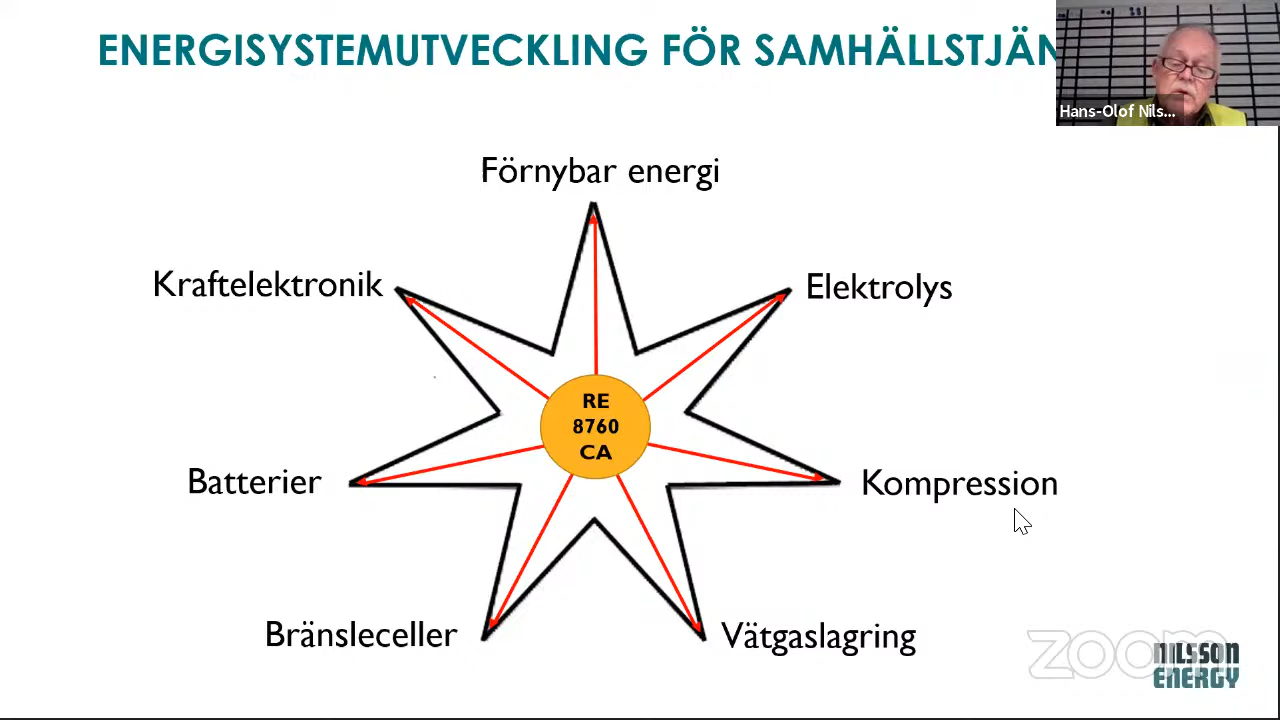 ENERGISYSTEMUTVECKLING FÖR SAMHÄLLSTJÄN
Hans-Olof Nils...
Förnybar energi
Kraftelektronik
Elektrolys
RE
8760
CA
Batterier
Kompression
Bränsleceller
Vätgaslagring
zoom
NILSSON
ENERGY